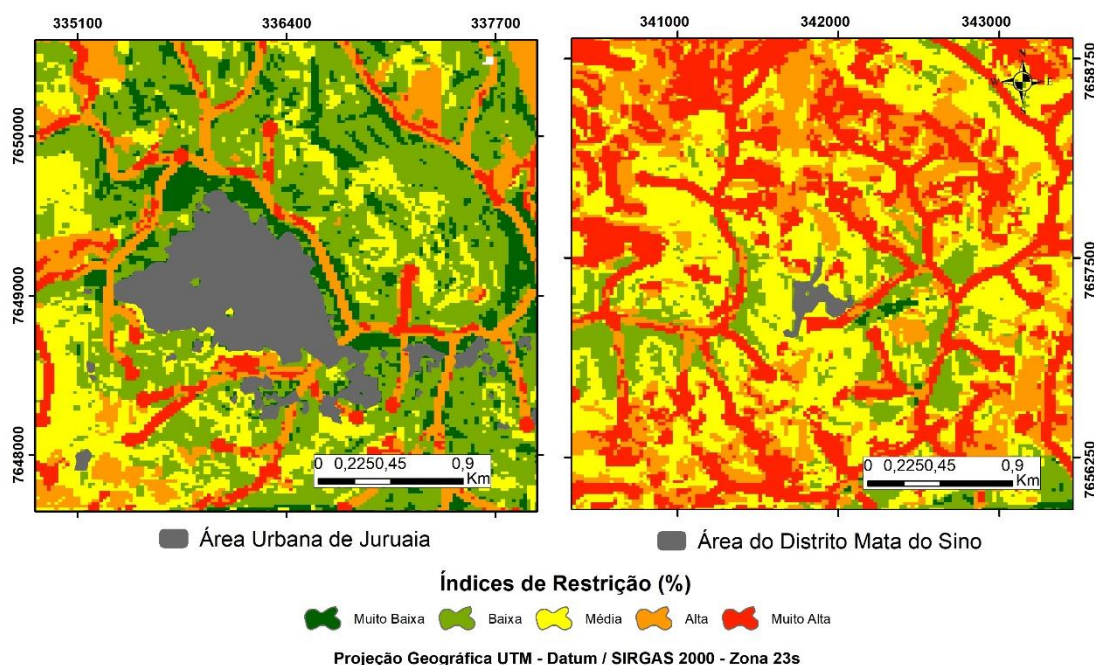 335100 336400 337700
341000 342000 343000
7650000
7649000
7648000
7658750
7657500
7656250
N
E
0 0,2250,45 0,9
Km
0 0,2250,45 0,9
Km
Área Urbana de Juruaia
Área do Distrito Mata do Sino
Índices de Restrição (%)
Muito Baixa Baixa Média Alta Muito Alta
Projeção Geográfica UTM - Datum / SIRGAS 2000 - Zona 23s